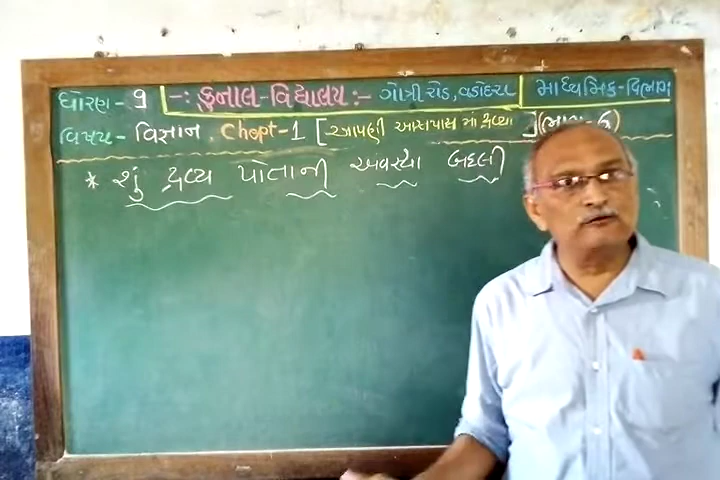 ધોરણ - 9 -: કુનાલ-વિદ્યાલય :- ગોત્રી રોડ, વડોદરા માધ્યમિક-વિભાગ
વિષય - વિજ્ઞાન. Chapt-1 [આપણી આસપાસ માં દ્રવ્યો] (ભાગ-6)
* શું દ્રવ્ય પોતાની અવસ્થા બદલી